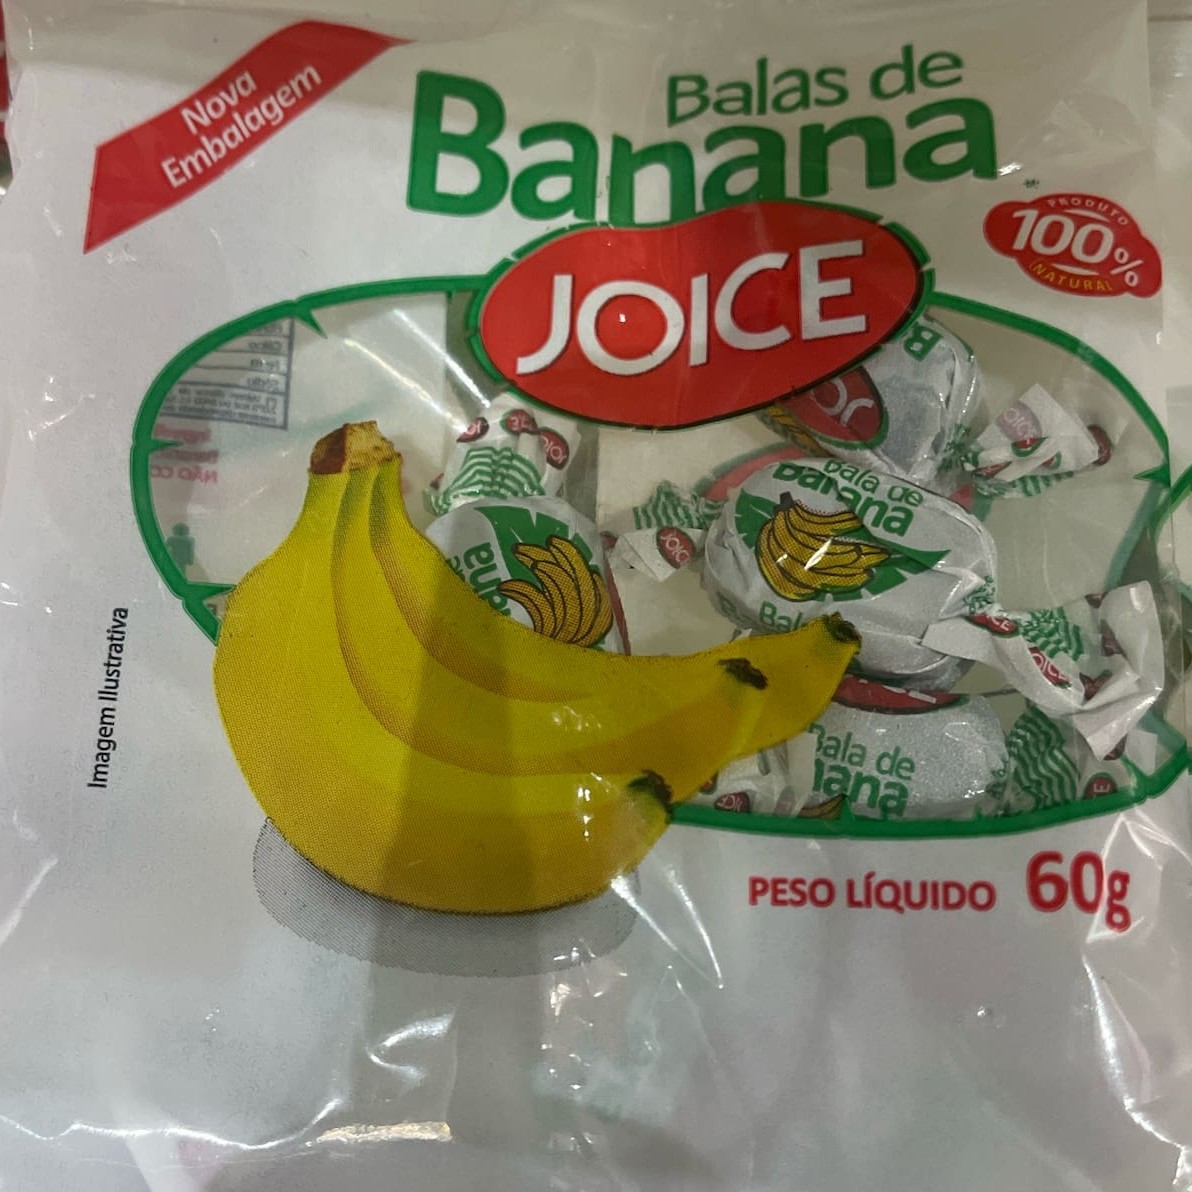 Nova
Embalagem
Balas de
Banana
JOICE
PRODUTO
100%
NATURAL
Bala de
Banana
JOICE
Bala de
Imagem Ilustrativa
PESO LÍQUIDO 60g